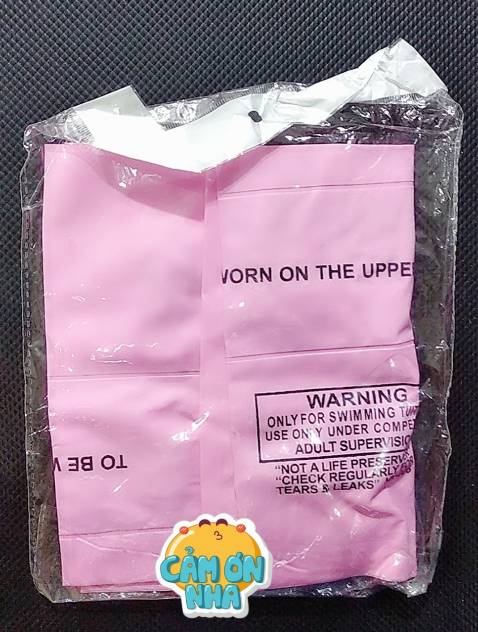 WORN ON THE UPPE
WARNING
ONLY FOR SWIMMING
USE ONLY UNDER COMPE
ADULT SUPERVISIO
"NOT A LIFE PRESERVE
"CHECK REGULARLY FOR
TEARS & LEAKS"
TO BE W
CẢM ƠN
NHA